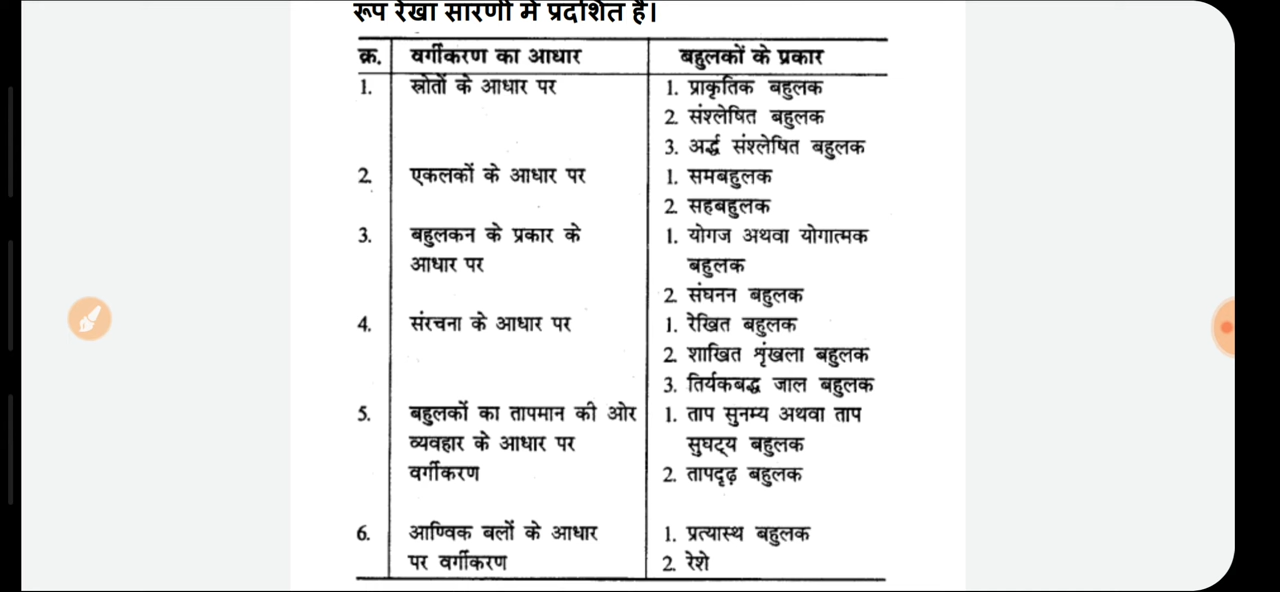 रूप रेखा सारणी में प्रदर्शित है।
क्र. वर्गीकरण का आधार बहुलकों के प्रकार
1. स्रोतों के आधार पर 1. प्राकृतिक बहुलक
2. संश्लेषित बहुलक
3. अर्द्ध संश्लेषित बहुलक
2. एकलकों के आधार पर 1. समबहुलक
2. सहबहुलक
3. बहुलकन के प्रकार के 1. योगज अथवा योगात्मक
आधार पर बहुलक
2. संघनन बहुलक
4. संरचना के आधार पर 1. रेखित बहुलक
2. शाखित शृंखला बहुलक
3. तिर्यकबद्ध जाल बहुलक
5. बहुलकों का तापमान की ओर 1. ताप सुनम्य अथवा ताप
व्यवहार के आधार पर सुघट्य बहुलक
वर्गीकरण 2. तापदृढ़ बहुलक
6. आण्विक बलों के आधार 1. प्रत्यास्थ बहुलक
पर वर्गीकरण 2. रेशे